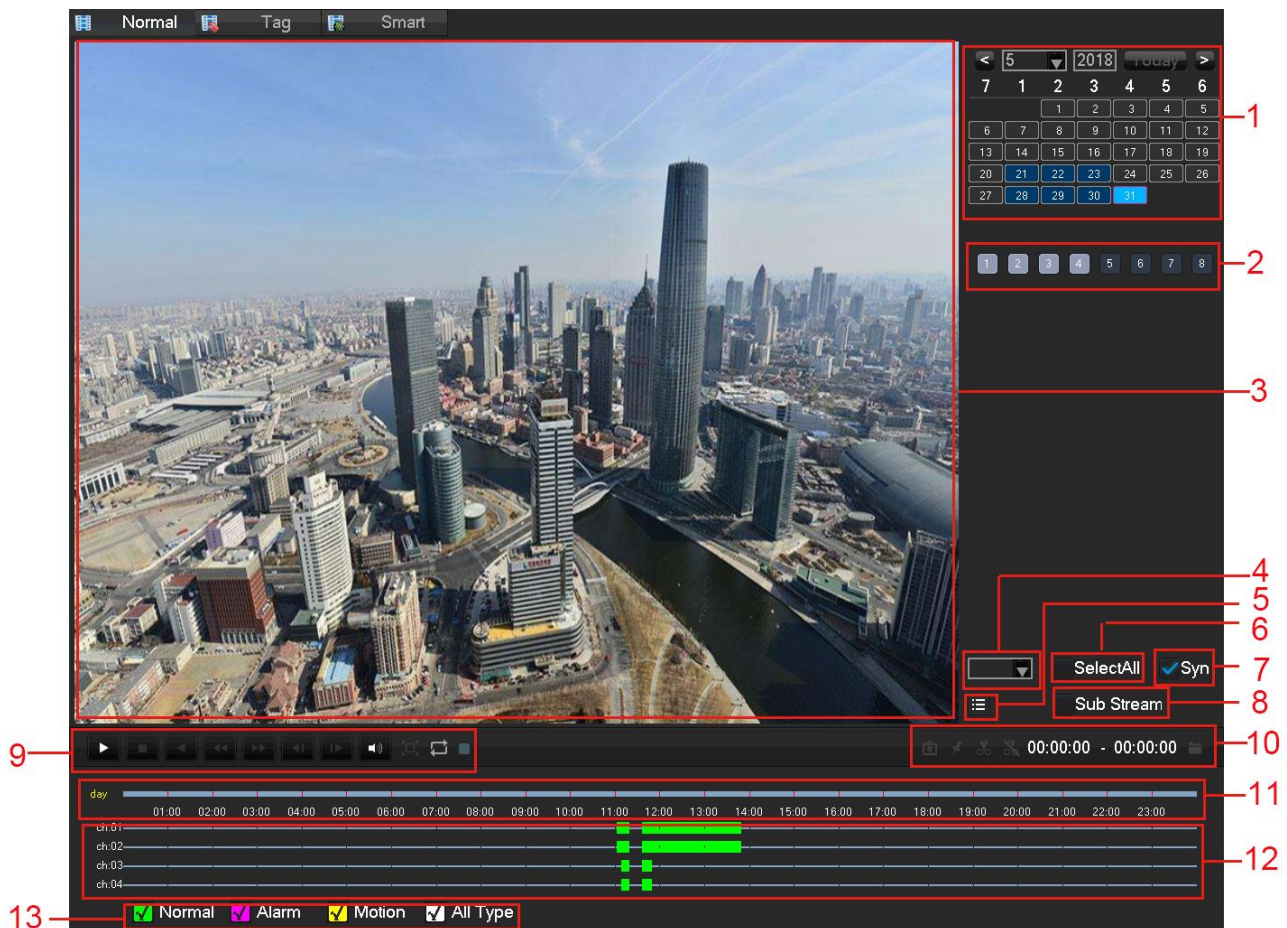 Normal Tag Smart
< 5 2018 Today >
7 1 2 3 4 5 6
1 2 3 4 5
6 7 8 9 10 11 12
13 14 15 16 17 18 19
20 21 22 23 24 25 26
27 28 29 30 31
1
1 2 3 4 5 6 7 8
2
3
4
5
6
SelectAll Syn
7
Sub Stream
8
9
00:00:00 - 00:00:00
10
day
01:00 02:00 03:00 04:00 05:00 06:00 07:00 08:00 09:00 10:00 11:00 12:00 13:00 14:00 15:00 16:00 17:00 18:00 19:00 20:00 21:00 22:00 23:00
11
ch:01
ch:02
ch:03
ch:04
12
13
Normal Alarm Motion All Type